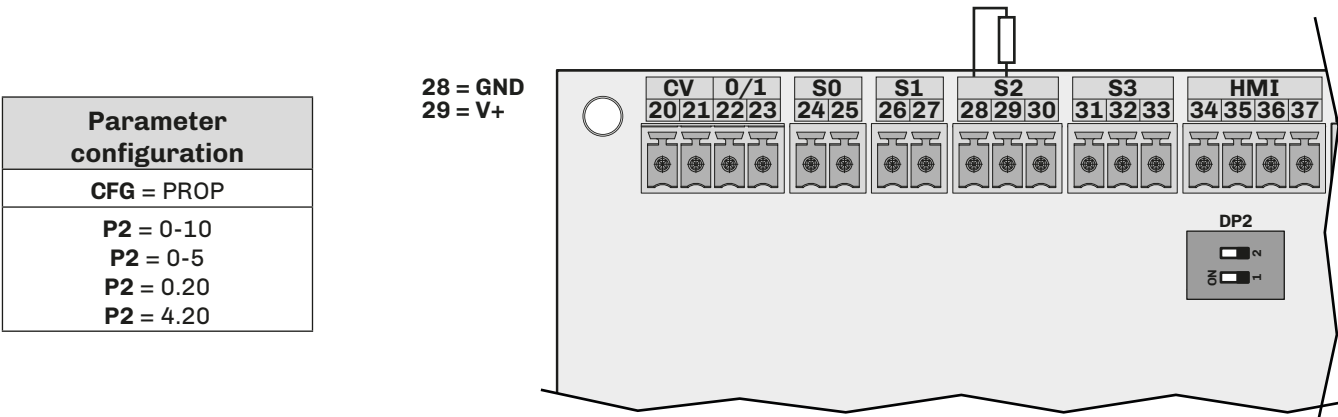 Parameter
configuration
CFG = PROP
P2 = 0-10
P2 = 0-5
P2 = 0.20
P2 = 4.20
28 = GND
29 = V+
CV 0/1 S0 S1 S2 S3 HMI
20 21 22 23 24 25 26 27 28 29 30 31 32 33 34 35 36 37
DP2
2
ON 1